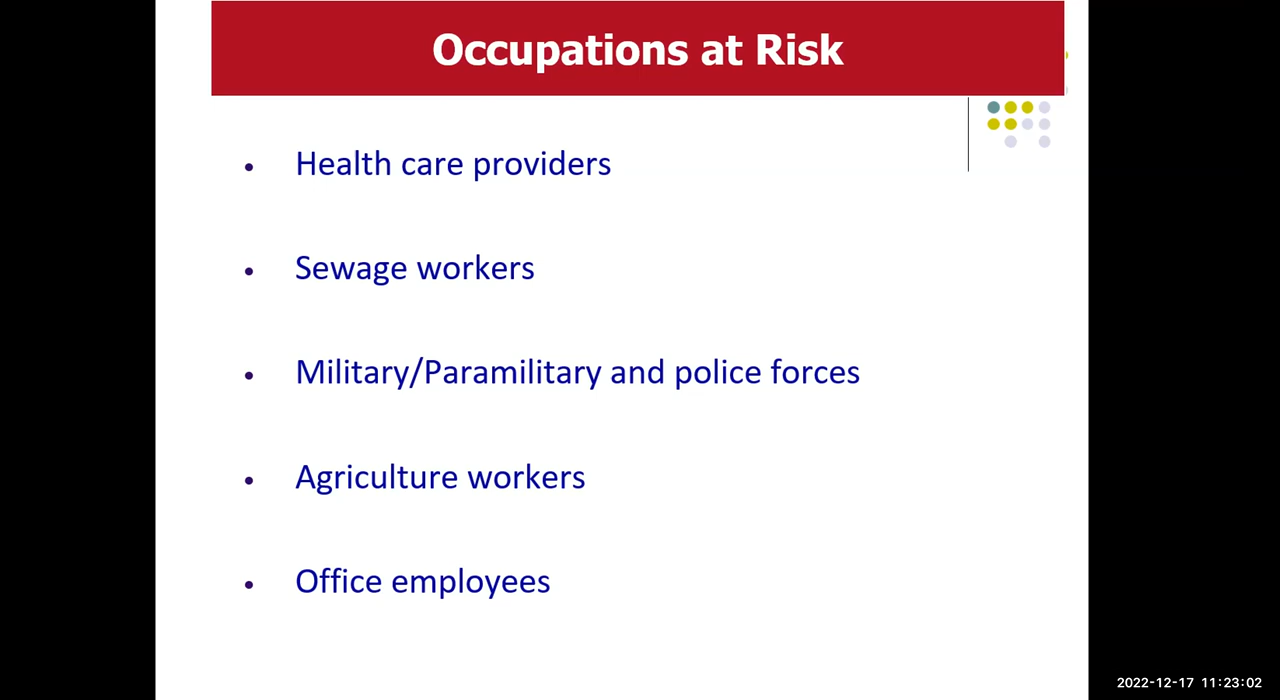 Occupations at Risk
• Health care providers
• Sewage workers
• Military/Paramilitary and police forces
• Agriculture workers
• Office employees
2022-12-17 11:23:02